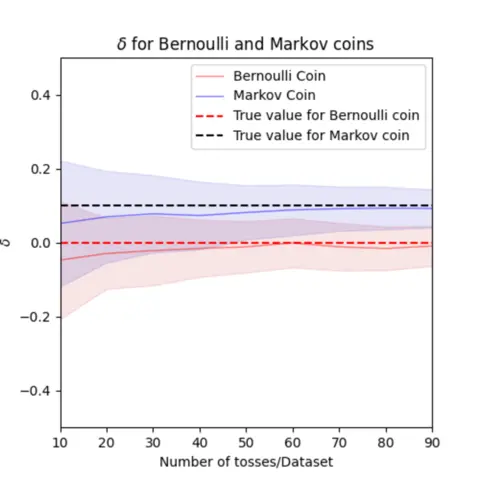 δ for Bernoulli and Markov coins
Bernoulli Coin
Markov Coin
True value for Bernoulli coin
True value for Markov coin
0.4
0.2
0.0
−0.2
−0.4
δ
10 20 30 40 50 60 70 80 90
Number of tosses/Dataset